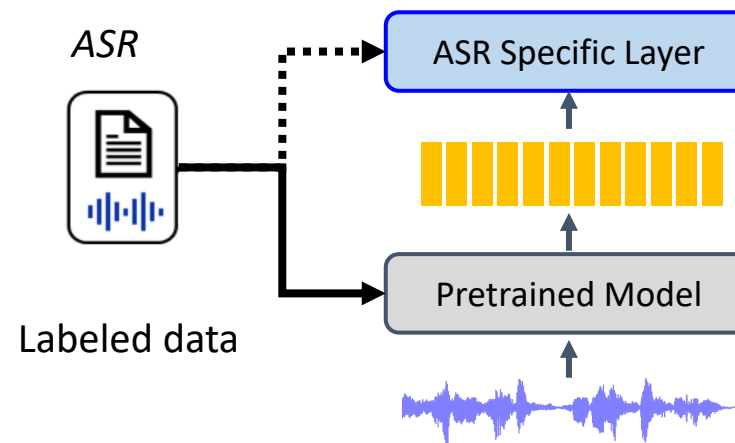 ASR
ASR Specific Layer
Pretrained Model
Labeled data